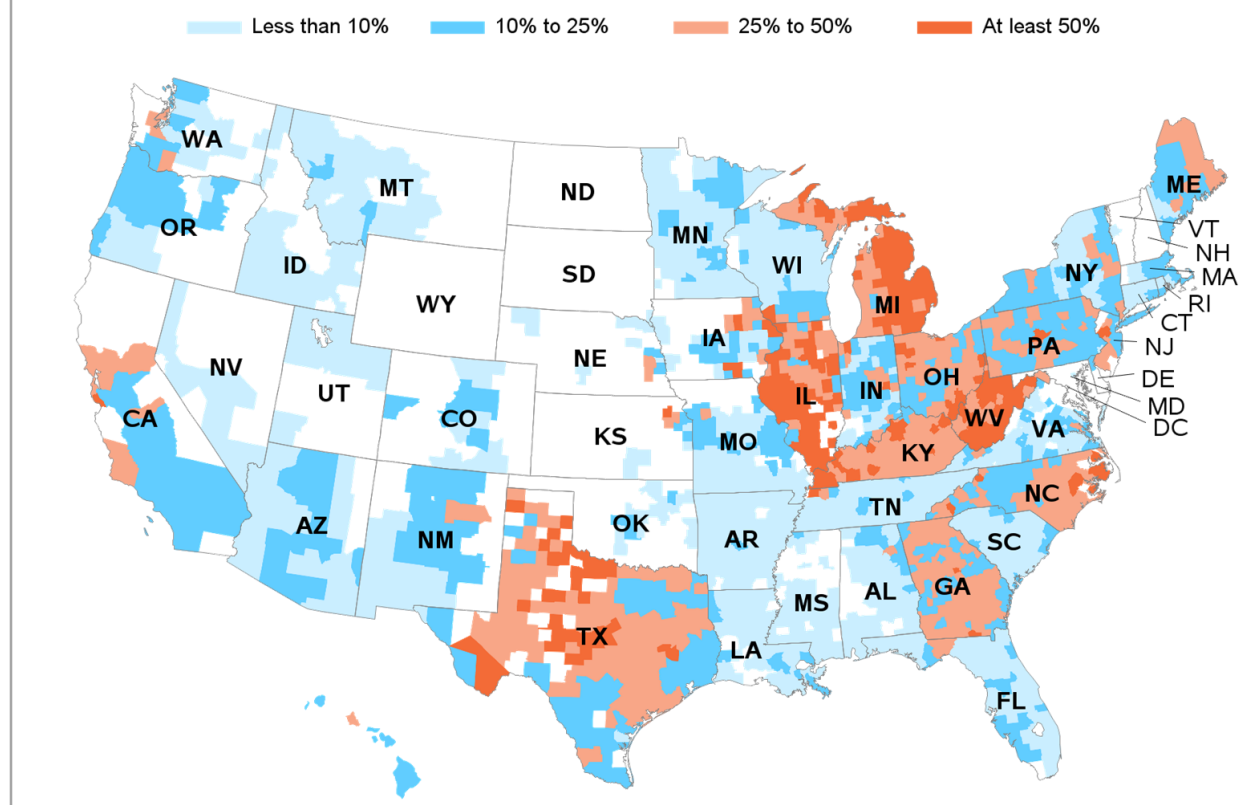 Less than 10%
10% to 25%
25% to 50%
At least 50%
WA
MT
ND
MN
ME
OR
ID
SD
WI
VT
NH
NY
MA
WY
MI
RI
CT
IA
PA
NJ
NE
NV
UT
CO
IL
IN
OH
DE
MD
DC
CA
KS
MO
WV
VA
KY
AZ
NM
OK
AR
TN
NC
SC
TX
MS
AL
GA
LA
FL